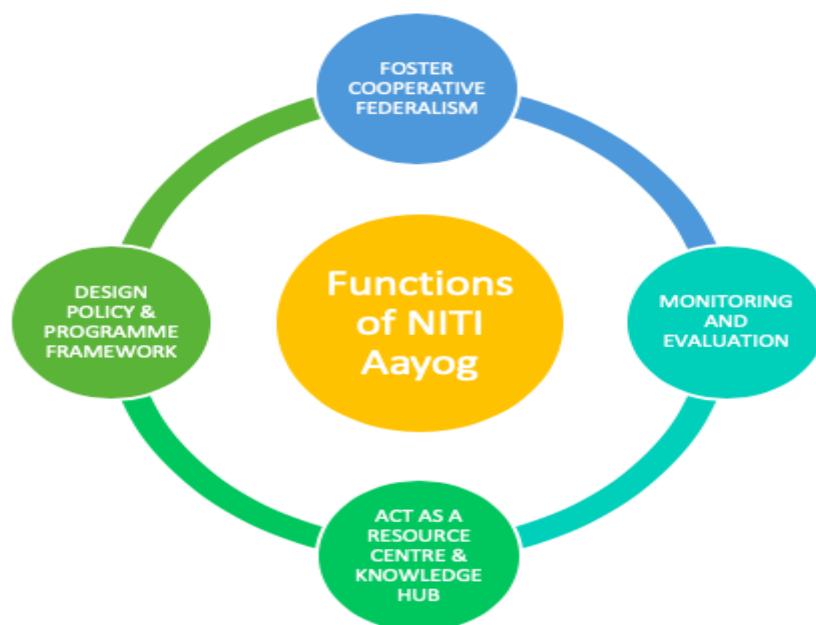 FOSTER
COOPERATIVE
FEDERALISM
DESIGN
POLICY &
PROGRAMME
FRAMEWORK
Functions
of NITI
Aayog
MONITORING
AND
EVALUATION
ACT AS A
RESOURCE
CENTRE &
KNOWLEDGE
HUB